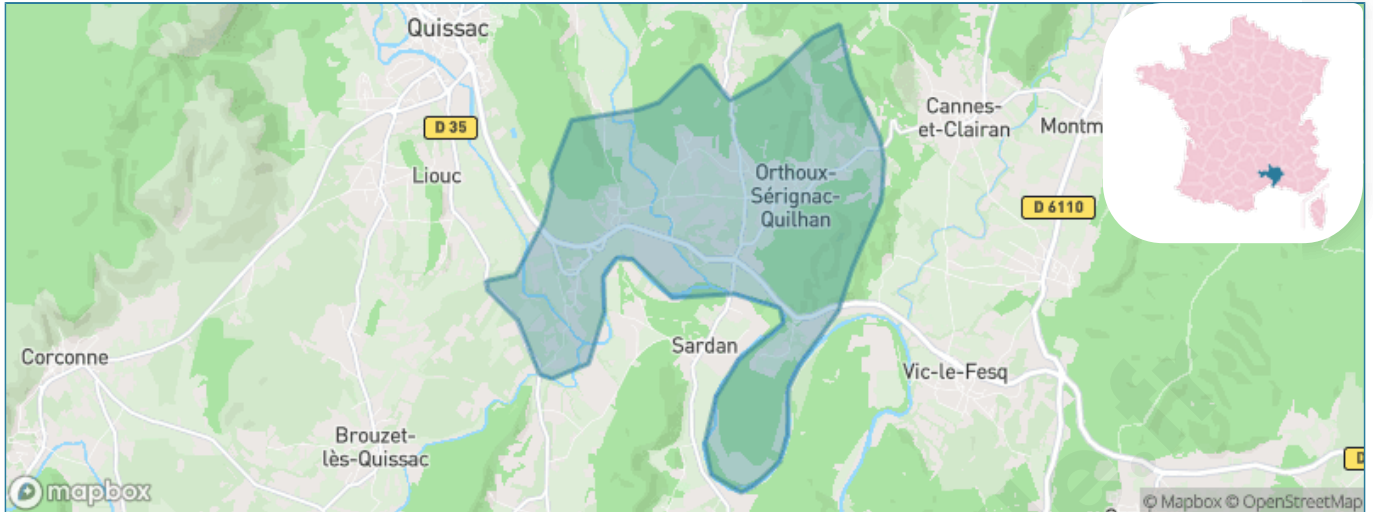 Quissac
Cannes-
et-Clairan
Montm
D 35
Liouc
Orthoux-
Sérignac-
Quilhan
D 6110
Corconne
Sardan
Vic-le-Fesq
Brouzet-
lès-Quissac
D
mapbox
© Mapbox © OpenStreetMap